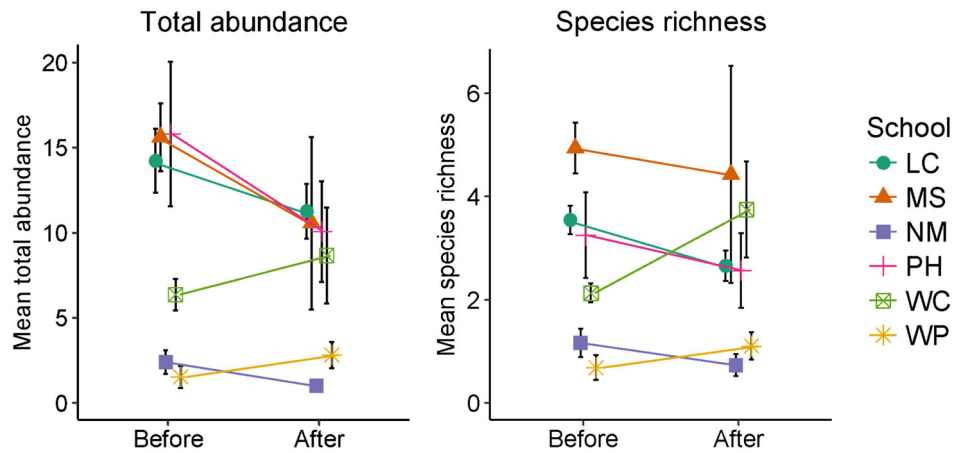 Total abundance
Mean total abundance
20
15
10
5
0
Before After
Species richness
Mean species richness
6
4
2
0
Before After
School
LC
MS
NM
PH
WC
WP